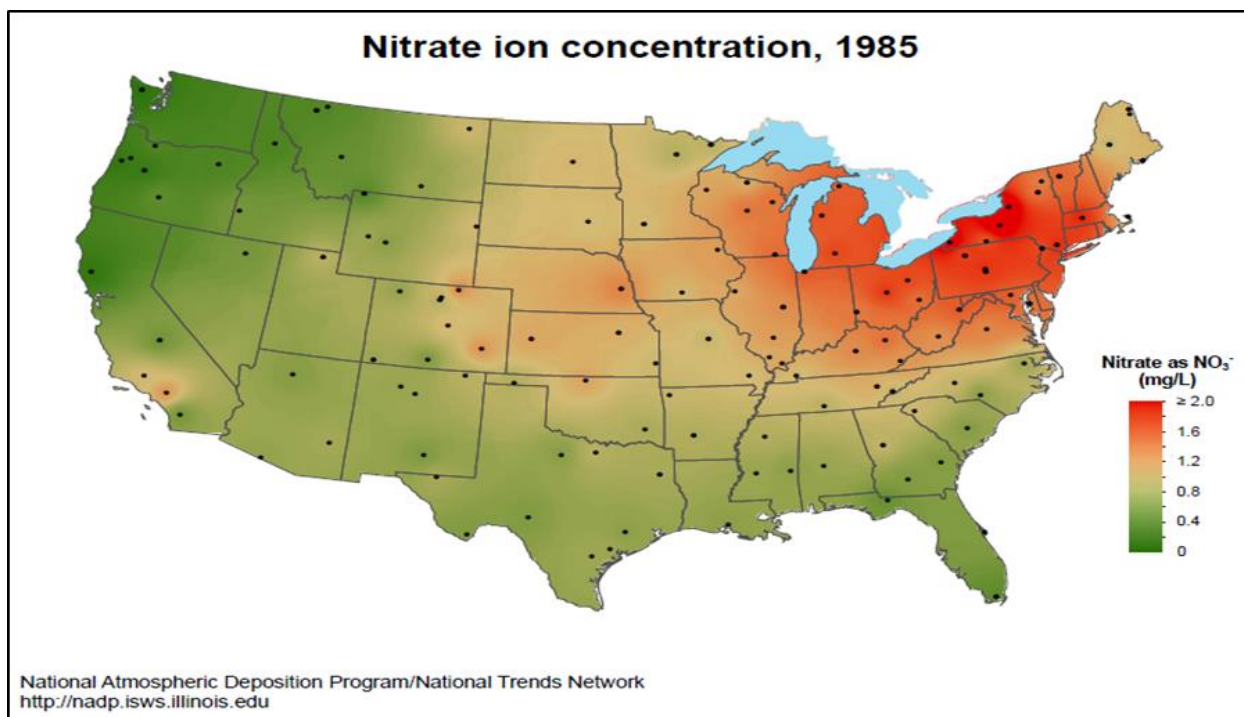 Nitrate ion concentration, 1985
Nitrate as NO₃⁻
(mg/L)
≥ 2.0
1.6
1.2
0.8
0.4
0
National Atmospheric Deposition Program/National Trends Network
http://nadp.isws.illinois.edu